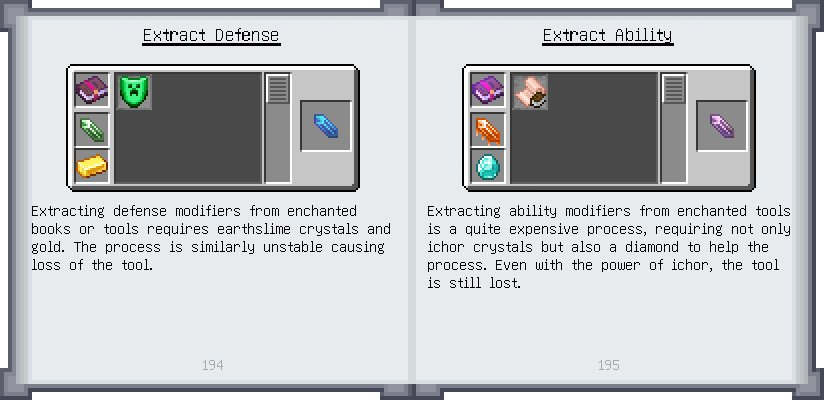 Extract Defense
Extracting defense modifiers from enchanted
books or tools requires earthslime crystals and
gold. The process is similarly unstable causing
loss of the tool.
194
Extract Ability
Extracting ability modifiers from enchanted tools
is a quite expensive process, requiring not only
ichor crystals but also a diamond to help the
process. Even with the power of ichor, the tool
is still lost.
195